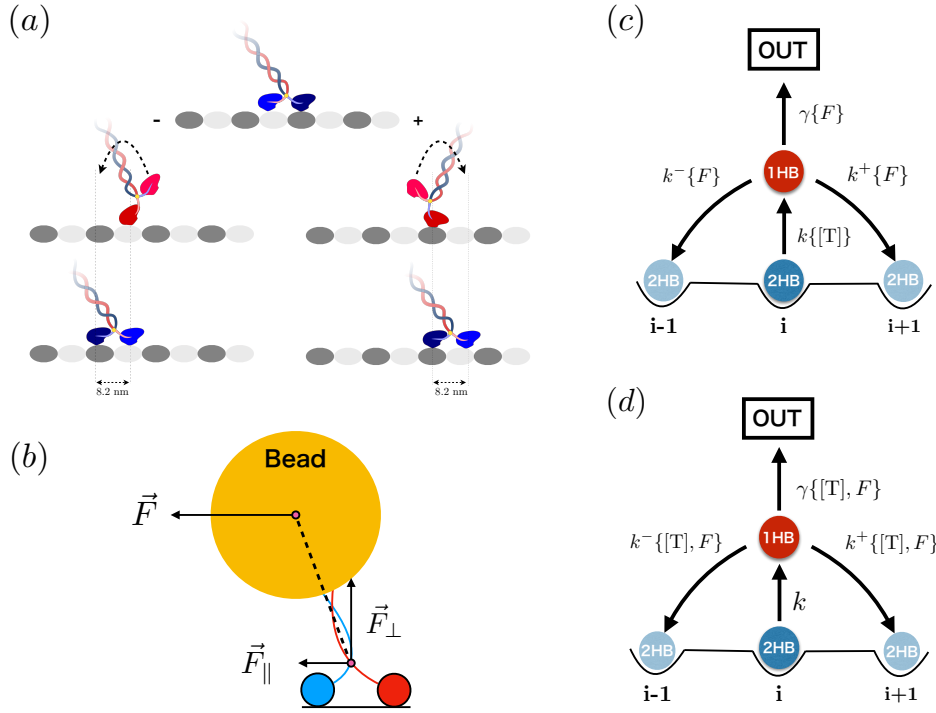 (a)
- +
8.2 nm
8.2 nm
(b)
Bead
F⃗
F⃗⊥
F⃗∥
(c)
OUT
γ{F}
k⁻{F}
1HB
k⁺{F}
k{[T]}
2HB
2HB
2HB
i-1
i
i+1
(d)
OUT
γ{[T], F}
k⁻{[T], F}
1HB
k⁺{[T], F}
k
2HB
2HB
2HB
i-1
i
i+1